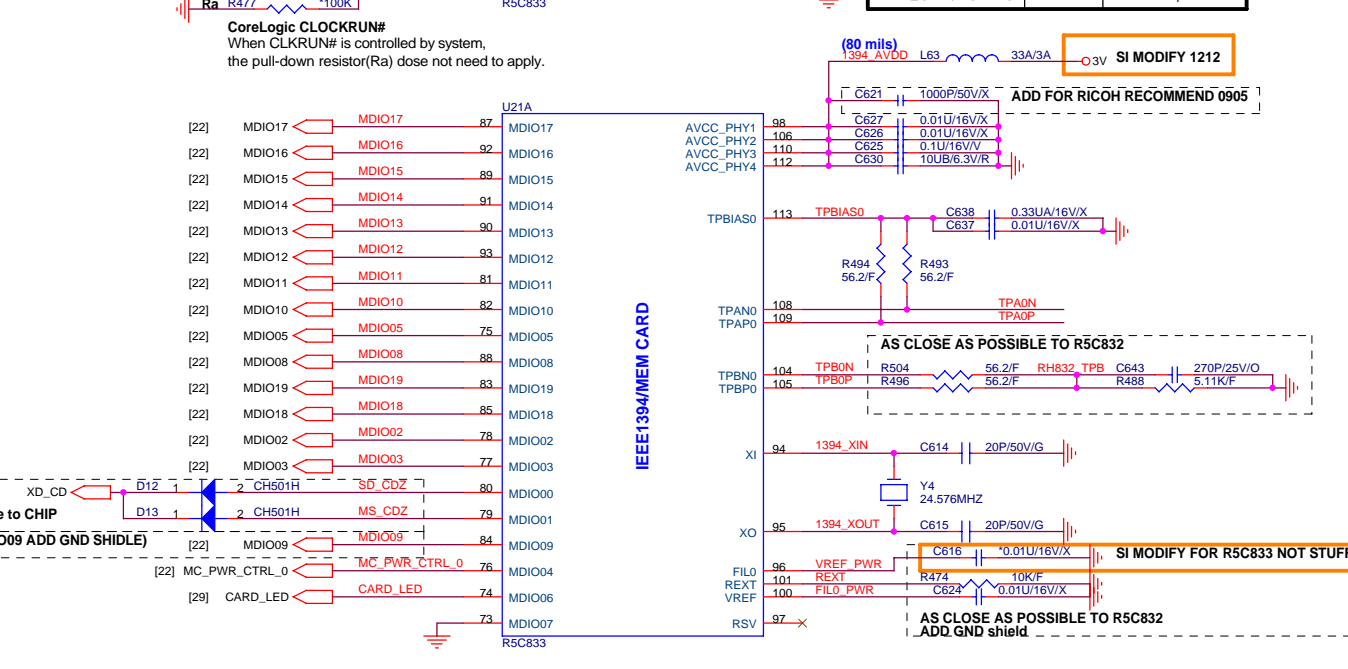 Ra R477 *100K
R5C833
CoreLogic CLOCKRUN#
When CLKRUN# is controlled by system,
the pull-down resistor(Ra) dose not need to apply.
(80 mils)
1394_AVDD L63 33A/3A 3V SI MODIFY 1212
C621 1000P/50V/X ADD FOR RICOH RECOMMEND 0905
U21A
[22] MDIO17 MDIO17 87 MDIO17
AVCC_PHY1 98 C627 0.01U/16V/X
AVCC_PHY2 106 C626 0.01U/16V/X
[22] MDIO16 MDIO16 92 MDIO16
AVCC_PHY3 110 C625 0.1U/16V/V
AVCC_PHY4 112 C630 10UB/6.3V/R
[22] MDIO15 MDIO15 89 MDIO15
[22] MDIO14 MDIO14 91 MDIO14
TPBIAS0 113 TPBIAS0 C638 0.33UA/16V/X
C637 0.01U/16V/X
[22] MDIO13 MDIO13 90 MDIO13
[22] MDIO12 MDIO12 93 MDIO12
R494 R493
56.2/F 56.2/F
[22] MDIO11 MDIO11 81 MDIO11
[22] MDIO10 MDIO10 82 MDIO10
TPAN0 108 TPA0N
TPAP0 109 TPA0P
[22] MDIO05 MDIO05 75 MDIO05
AS CLOSE AS POSSIBLE TO R5C832
[22] MDIO08 MDIO08 88 MDIO08
IEEE1394/MEM CARD
TPBN0 104 TPB0N R504 56.2/F RH832_TPB C643 270P/25V/O
TPBP0 105 TPB0P R496 56.2/F R488 5.11K/F
[22] MDIO19 MDIO19 83 MDIO19
[22] MDIO18 MDIO18 85 MDIO18
[22] MDIO02 MDIO02 78 MDIO02
XI 94 1394_XIN C614 20P/50V/G
[22] MDIO03 MDIO03 77 MDIO03
Y4
24.576MHZ
XD_CD D12 1 2 CH501H SD_CDZ 80 MDIO00
e to CHIP
D13 1 2 CH501H MS_CDZ 79 MDIO01
XO 95 1394_XOUT C615 20P/50V/G
O09 ADD GND SHIDLE)
[22] MDIO09 MDIO09 84 MDIO09
C616 *0.01U/16V/X SI MODIFY FOR R5C833 NOT STUFF
[22] MC_PWR_CTRL_0 MC_PWR_CTRL_0 76 MDIO04
FIL0 96 VREF_PWR
REXT 101 REXT R474 10K/F
VREF 100 FIL0_PWR C624 0.01U/16V/X
[29] CARD_LED CARD_LED 74 MDIO06
73 MDIO07
RSV 97
AS CLOSE AS POSSIBLE TO R5C832
ADD GND shield
R5C833